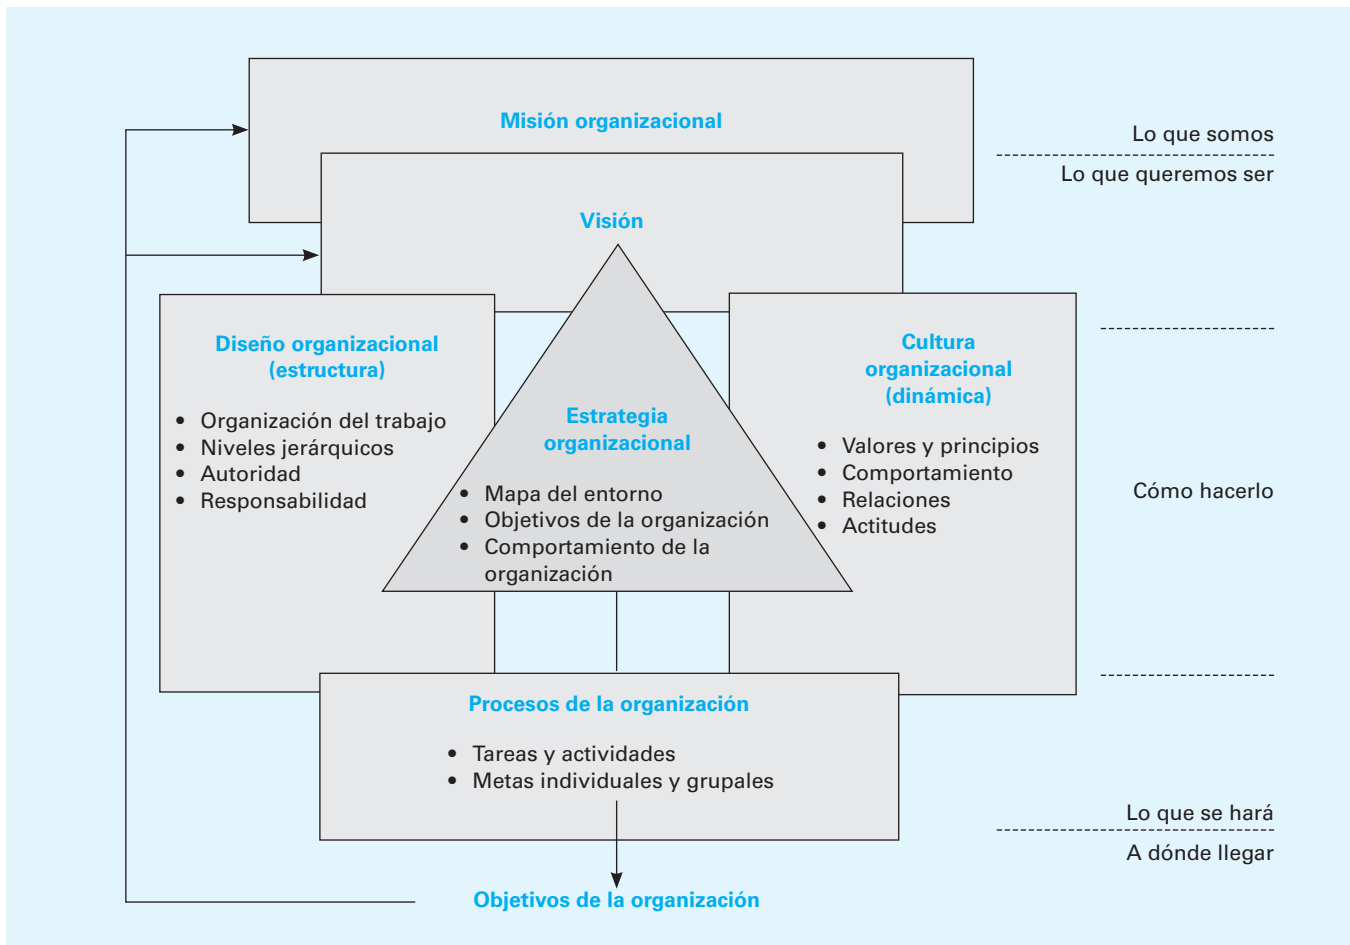 Misión organizacional
Lo que somos
Lo que queremos ser
Visión
Diseño organizacional
(estructura)
• Organización del trabajo
• Niveles jerárquicos
• Autoridad
• Responsabilidad
Estrategia
organizacional
• Mapa del entorno
• Objetivos de la organización
• Comportamiento de la
organización
Cultura
organizacional
(dinámica)
• Valores y principios
• Comportamiento
• Relaciones
• Actitudes
Cómo hacerlo
Procesos de la organización
• Tareas y actividades
• Metas individuales y grupales
Lo que se hará
A dónde llegar
Objetivos de la organización